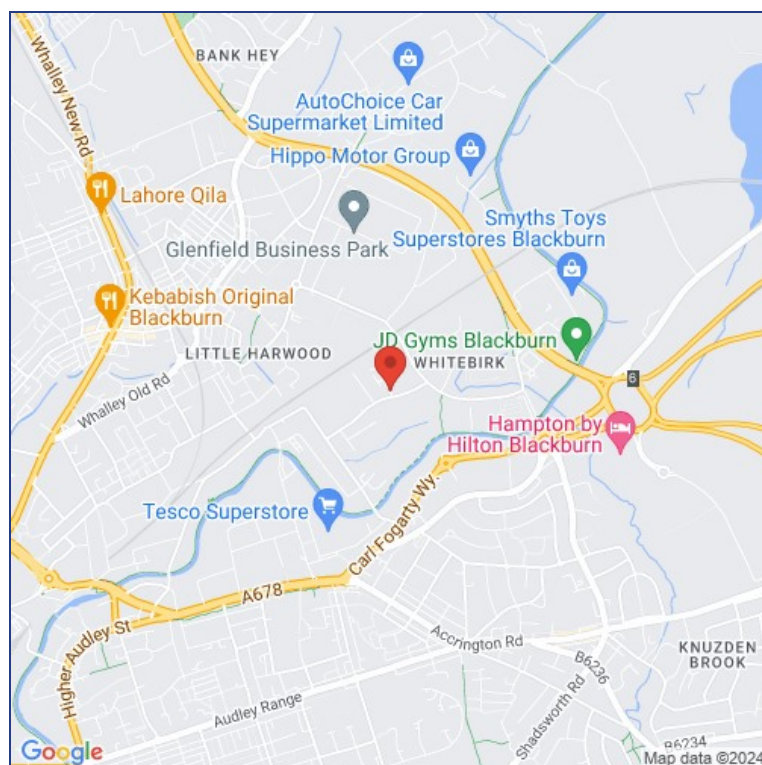 Whalley New Rd
BANK HEY
AutoChoice Car
Supermarket Limited
Hippo Motor Group
Lahore Qila
Smyths Toys
Superstores Blackburn
Glenfield Business Park
Kebabish Original
Blackburn
JD Gyms Blackburn
LITTLE HARWOOD
WHITEBIRK
6
Whalley Old Rd
Hampton by
Hilton Blackburn
Tesco Superstore
Carl Fogarty Wy
A678
Higher Audley St
Accrington Rd
KNUZDEN
BROOK
B6236
Audley Range
Shadsworth Rd
B6234
Google
Map data ©2024